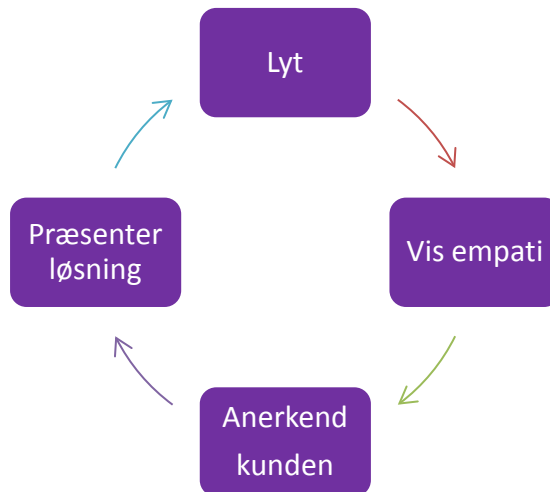 Lyt
Vis empati
Anerkend
kunden
Præsenter
løsning